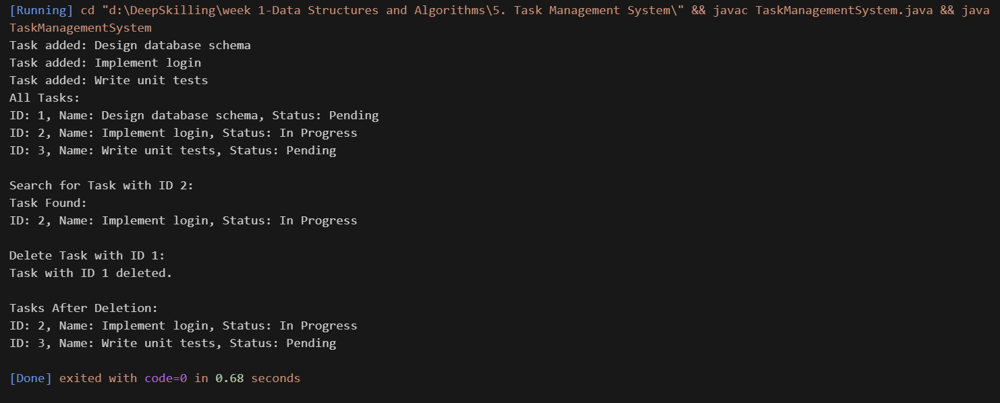 [Running] cd "d:\DeepSkilling\week 1-Data Structures and Algorithms\5. Task Management System\" && javac TaskManagementSystem.java && java
TaskManagementSystem
Task added: Design database schema
Task added: Implement login
Task added: Write unit tests
All Tasks:
ID: 1, Name: Design database schema, Status: Pending
ID: 2, Name: Implement login, Status: In Progress
ID: 3, Name: Write unit tests, Status: Pending
Search for Task with ID 2:
Task Found:
ID: 2, Name: Implement login, Status: In Progress
Delete Task with ID 1:
Task with ID 1 deleted.
Tasks After Deletion:
ID: 2, Name: Implement login, Status: In Progress
ID: 3, Name: Write unit tests, Status: Pending
[Done] exited with code=0 in 0.68 seconds